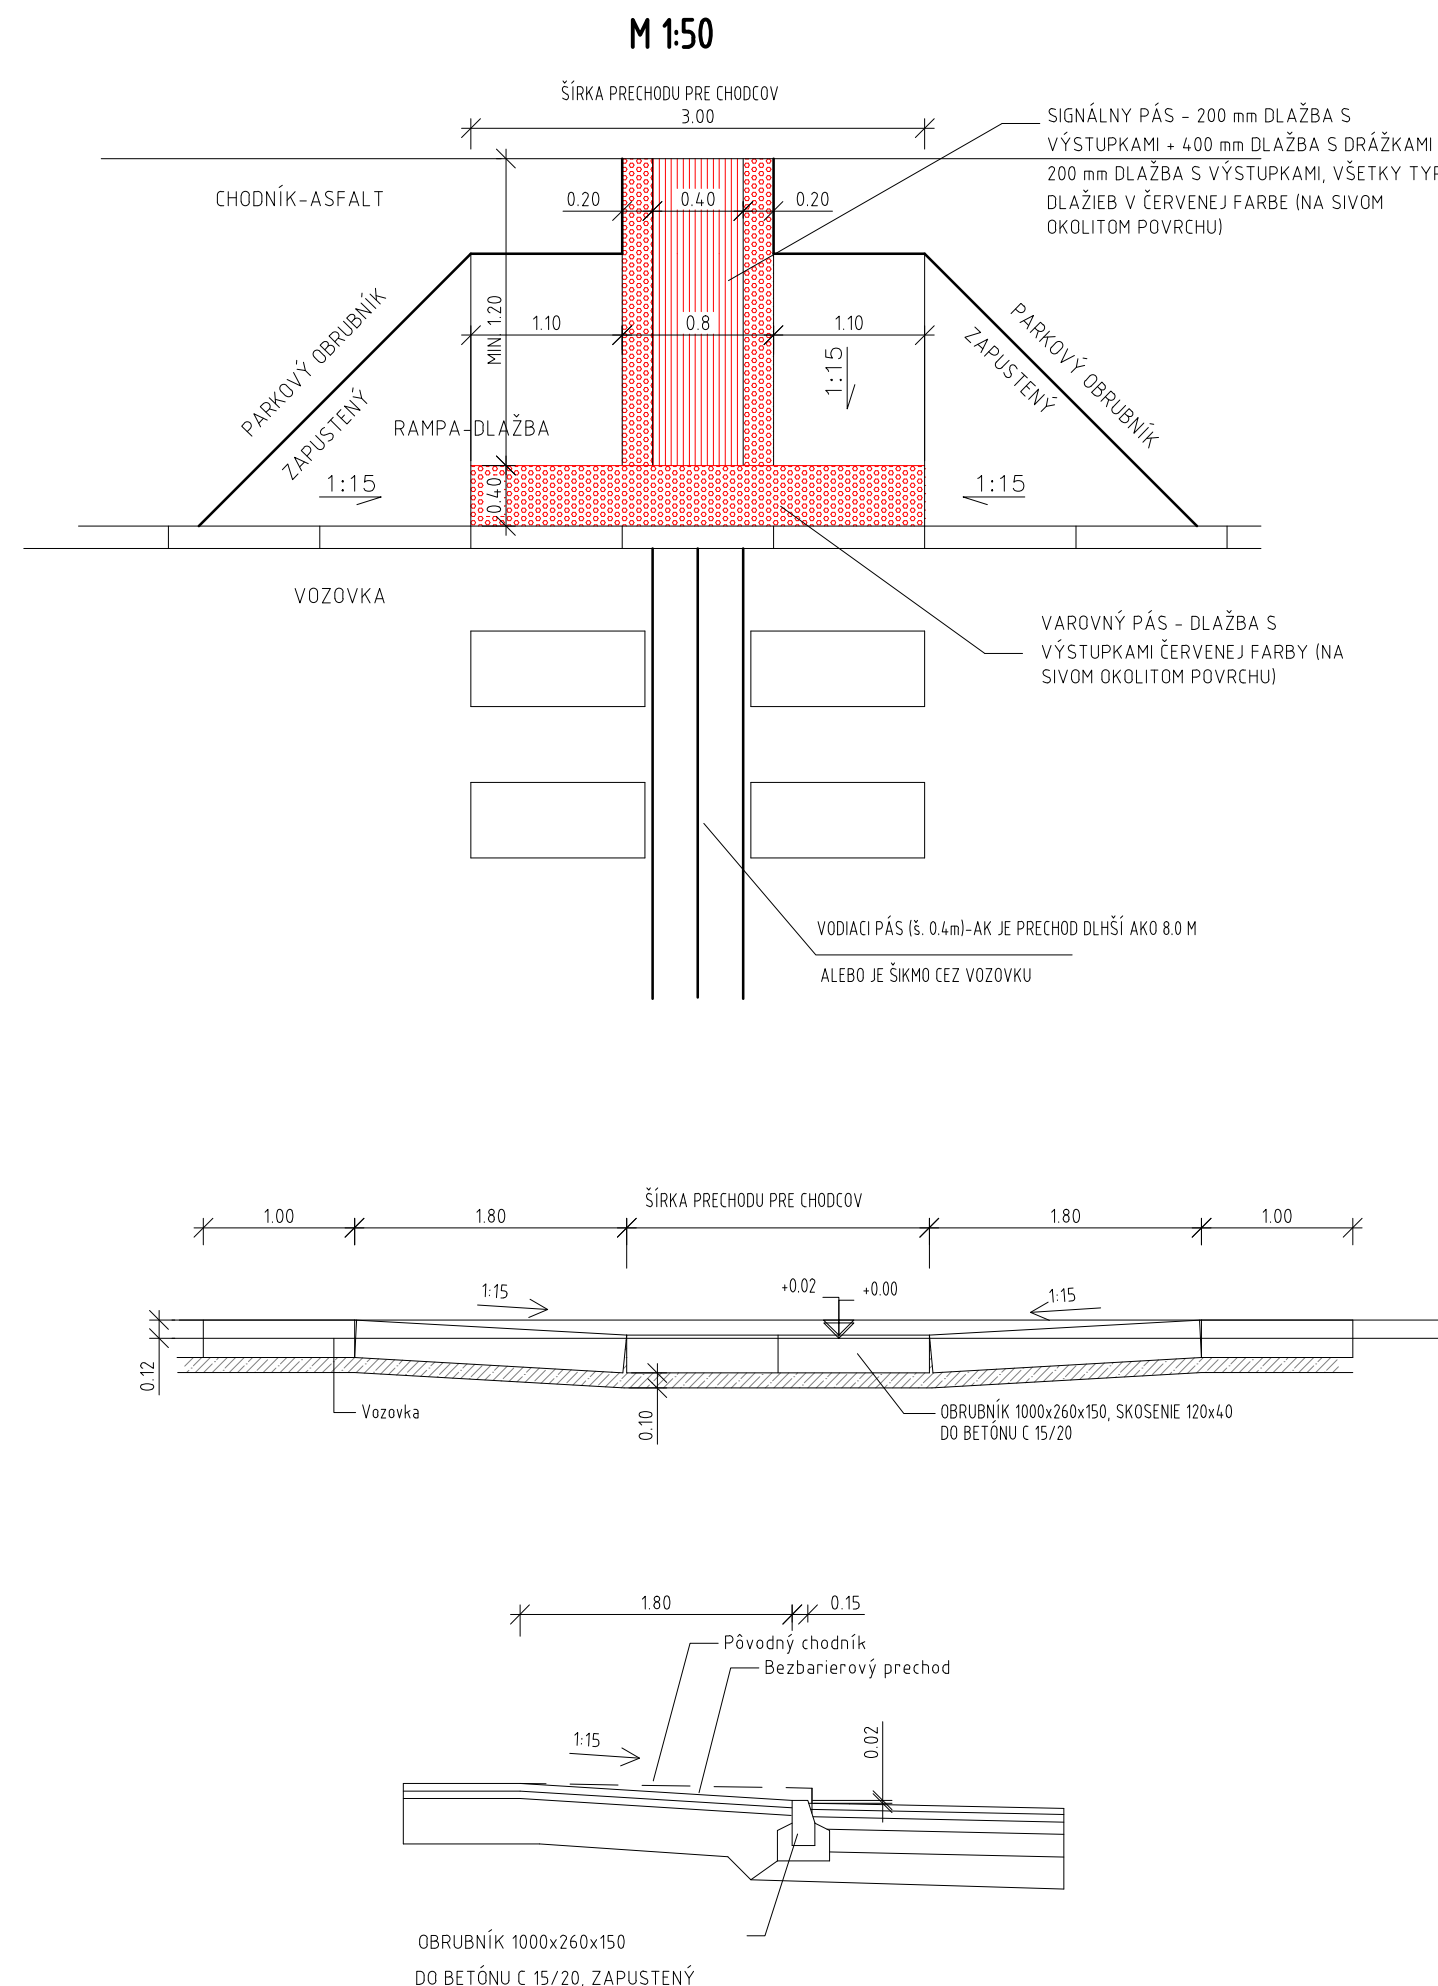 M 1:50
ŠÍRKA PRECHODU PRE CHODCOV
3.00
SIGNÁLNY PÁS - 200 mm DLAŽBA S
VÝSTUPKAMI + 400 mm DLAŽBA S DRÁŽKAMI
200 mm DLAŽBA S VÝSTUPKAMI, VŠETKY TYP
DLAŽIEB V ČERVENEJ FARBE (NA SIVOM
OKOLITOM POVRCHU)
CHODNÍK-ASFALT
0.20
0.40
0.20
PARKOVÝ OBRUBNÍK
ZAPUSTENÝ
MIN. 1.20
1.10
0.8
1.10
1:15
PARKOVÝ OBRUBNÍK
ZAPUSTENÝ
RAMPA-DLAŽBA
1:15
0.40
1:15
VOZOVKA
VAROVNÝ PÁS - DLAŽBA S
VÝSTUPKAMI ČERVENEJ FARBY (NA
SIVOM OKOLITOM POVRCHU)
VODIACI PÁS (š. 0.4m)-AK JE PRECHOD DLHŠÍ AKO 8.0 M
ALEBO JE ŠIKMO CEZ VOZOVKU
ŠÍRKA PRECHODU PRE CHODCOV
1.00
1.80
1.80
1.00
1:15
+0.02
+0.00
1:15
0.12
Vozovka
0.10
OBRUBNÍK 1000x260x150, SKOSENIE 120x40
DO BETÓNU C 15/20
1.80
0.15
Pôvodný chodník
Bezbarierový prechod
1:15
0.02
OBRUBNÍK 1000x260x150
DO BETÓNU C 15/20, ZAPUSTENÝ